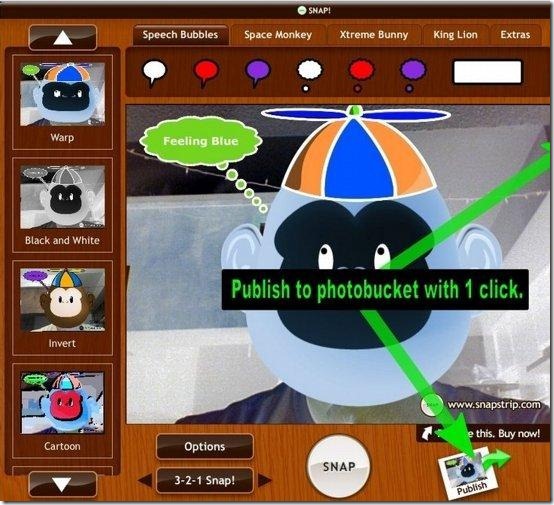 SNAP!
Speech Bubbles
Space Monkey
Xtreme Bunny
King Lion
Extras
Warp
Black and White
Invert
Cartoon
Feeling Blue
Publish to photobucket with 1 click.
www.snapstrip.com
this. Buy now!
Options
3-2-1 Snap!
SNAP
Publish